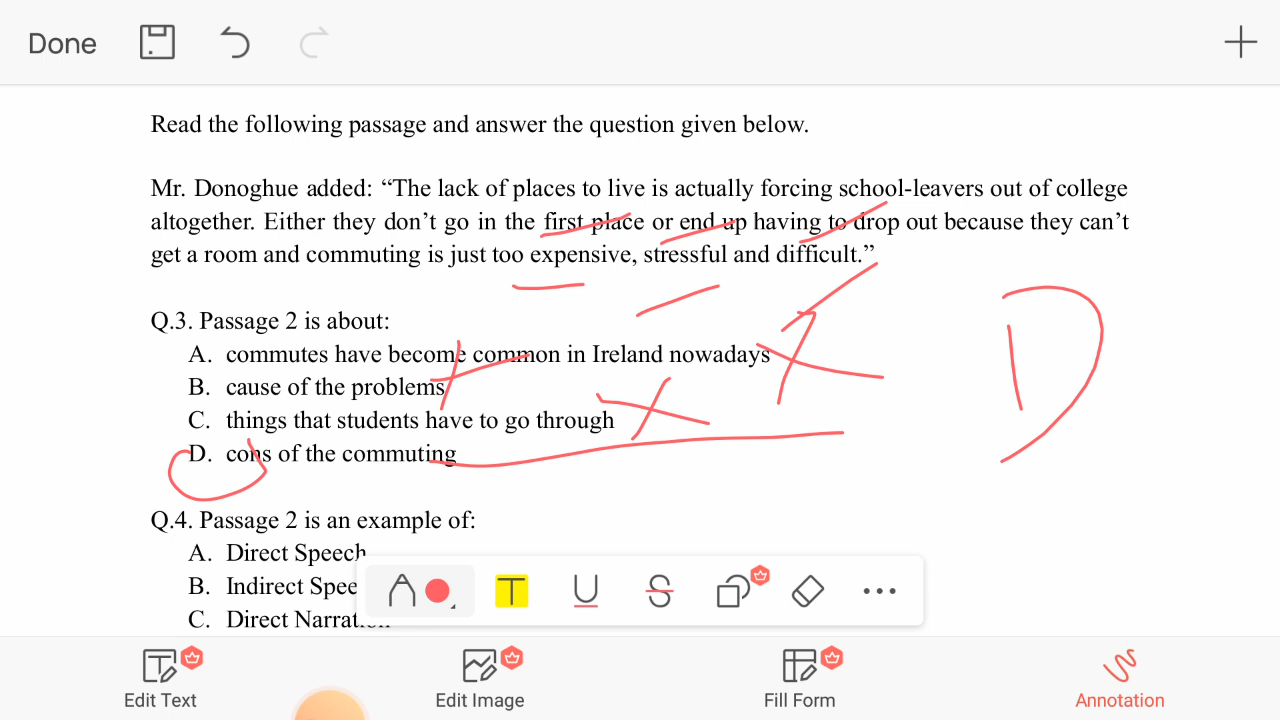 Done
Read the following passage and answer the question given below.
Mr. Donoghue added: “The lack of places to live is actually forcing school-leavers out of college
altogether. Either they don’t go in the first place or end up having to drop out because they can’t
get a room and commuting is just too expensive, stressful and difficult.”
Q.3. Passage 2 is about:
A. commutes have become common in Ireland nowadays
B. cause of the problems
C. things that students have to go through
D. cons of the commuting
D
Q.4. Passage 2 is an example of:
A. Direct Speech
B. Indirect Spee
C. Direct Narration
Edit Text
Edit Image
Fill Form
Annotation